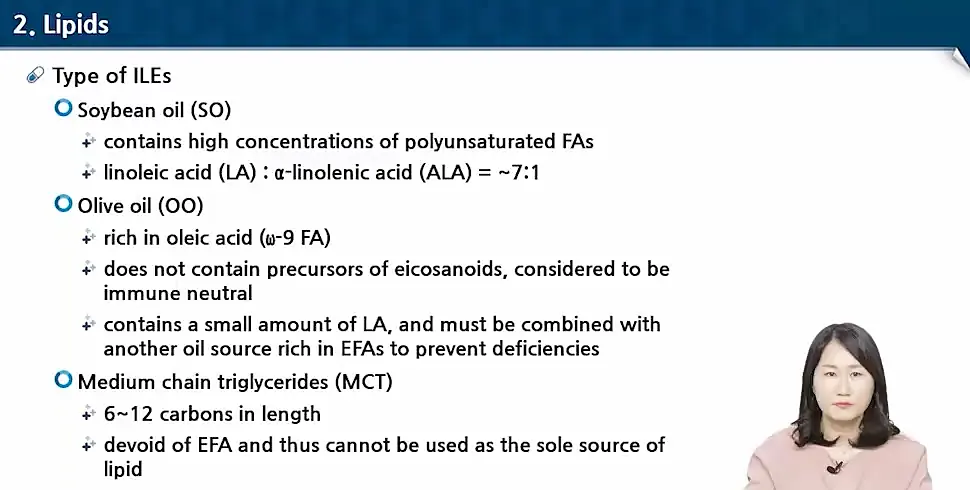 2. Lipids
Type of ILEs
Soybean oil (SO)
contains high concentrations of polyunsaturated FAs
linoleic acid (LA) : α-linolenic acid (ALA) = ~7:1
Olive oil (OO)
rich in oleic acid (ω-9 FA)
does not contain precursors of eicosanoids, considered to be
immune neutral
contains a small amount of LA, and must be combined with
another oil source rich in EFAs to prevent deficiencies
Medium chain triglycerides (MCT)
6~12 carbons in length
devoid of EFA and thus cannot be used as the sole source of
lipid